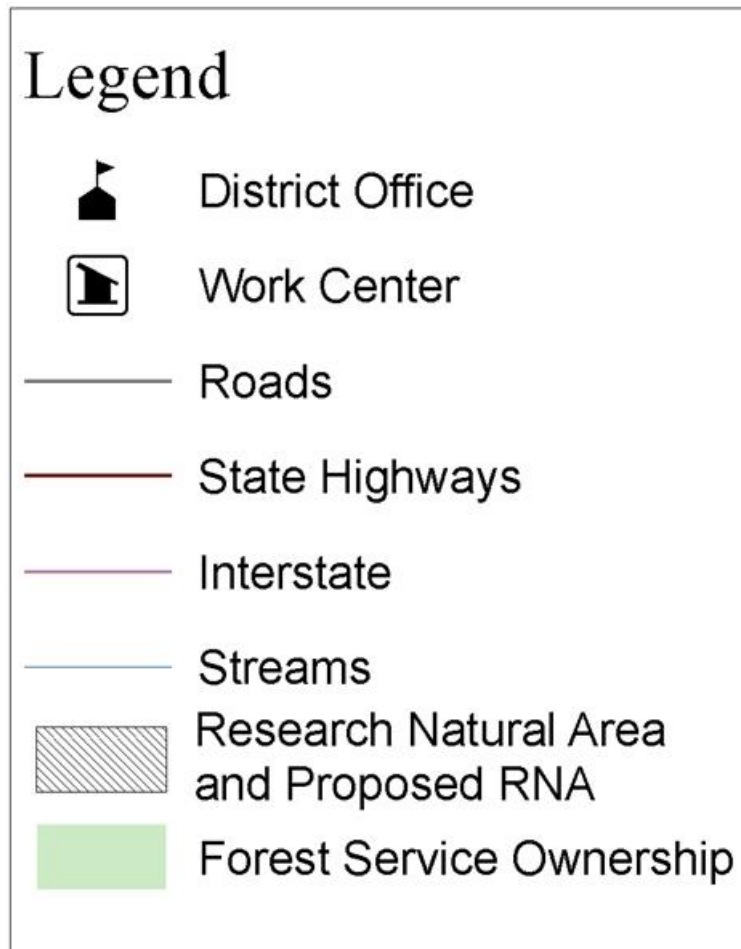 Legend
District Office
Work Center
Roads
State Highways
Interstate
Streams
Research Natural Area
and Proposed RNA
Forest Service Ownership